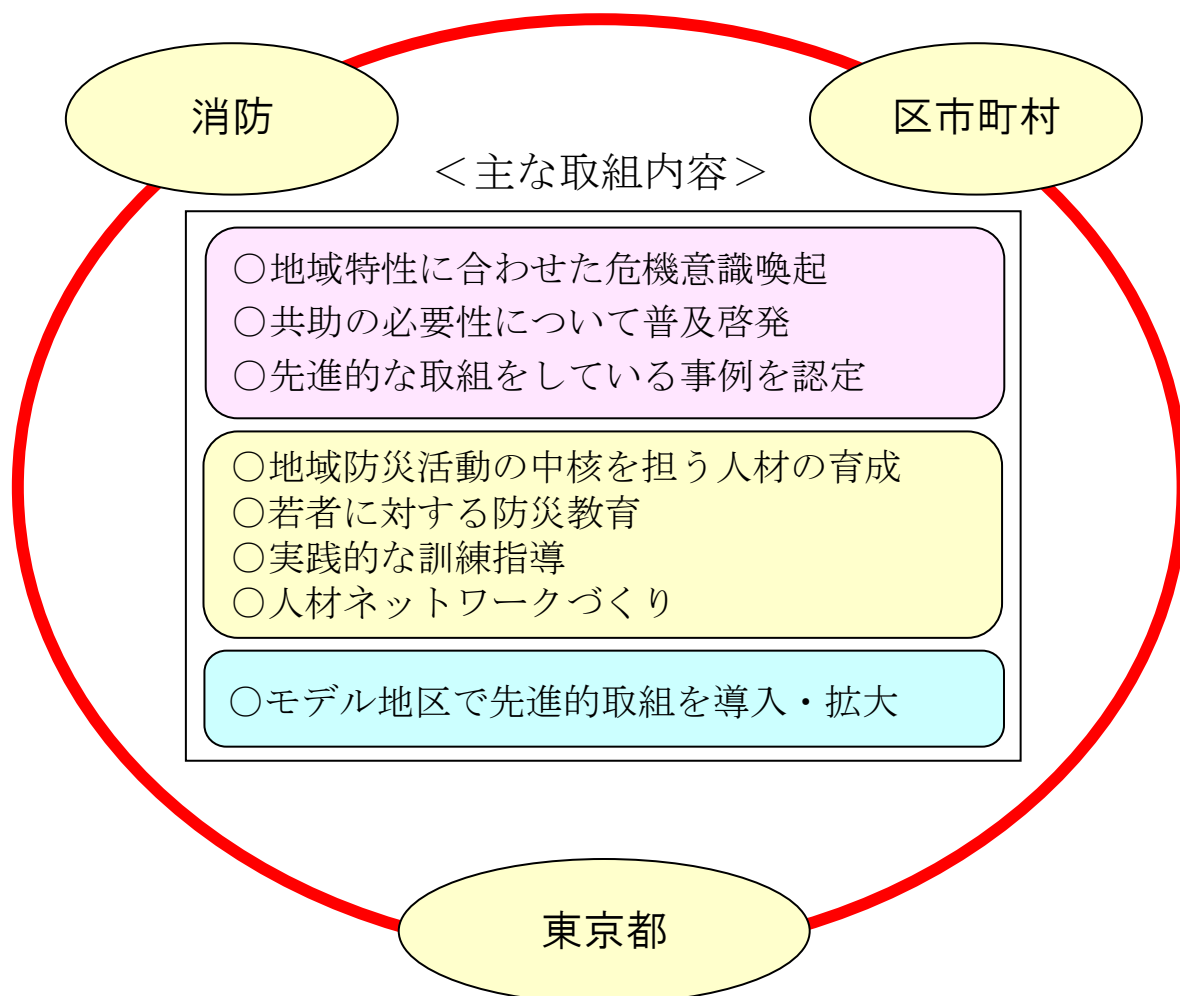 消防
区市町村
＜主な取組内容＞
○地域特性に合わせた危機意識喚起
○共助の必要性について普及啓発
○先進的な取組をしている事例を認定
○地域防災活動の中核を担う人材の育成
○若者に対する防災教育
○実践的な訓練指導
○人材ネットワークづくり
○モデル地区で先進的取組を導入・拡大
東京都